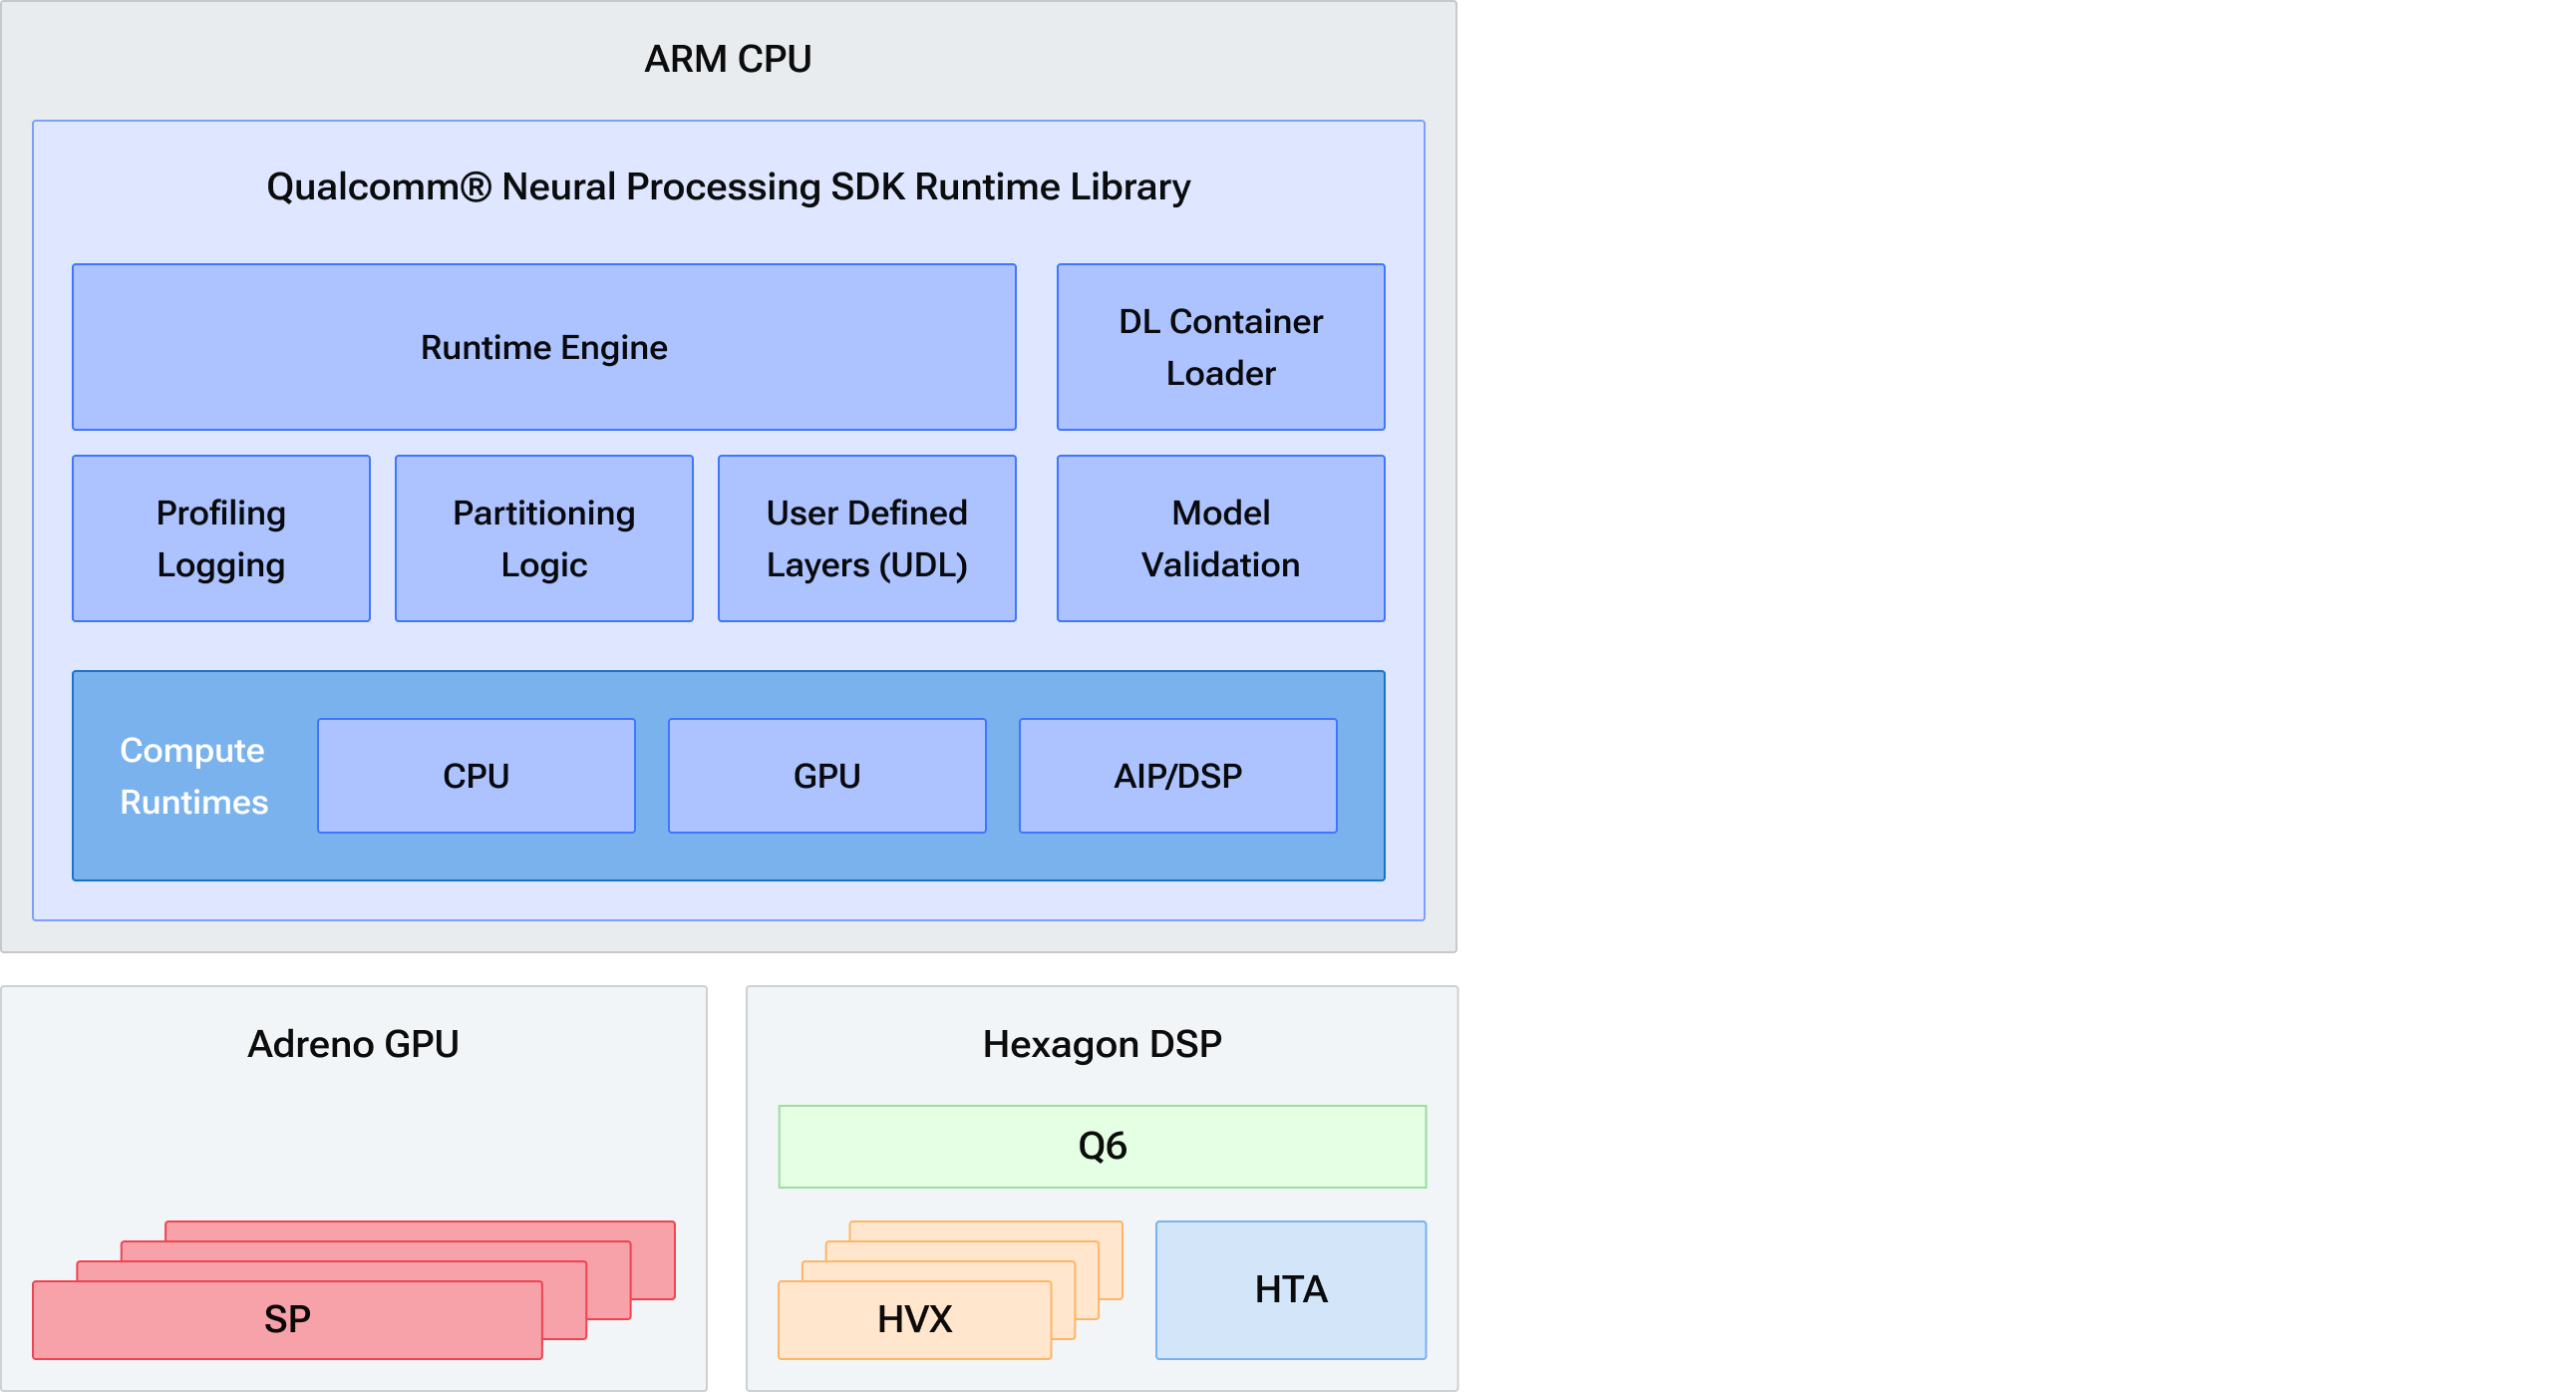 ARM CPU
Qualcomm® Neural Processing SDK Runtime Library
Runtime Engine
DL Container
Loader
Profiling
Logging
Partitioning
Logic
User Defined
Layers (UDL)
Model
Validation
Compute
Runtimes
CPU
GPU
AIP/DSP
Adreno GPU
SP
Hexagon DSP
Q6
HVX
HTA